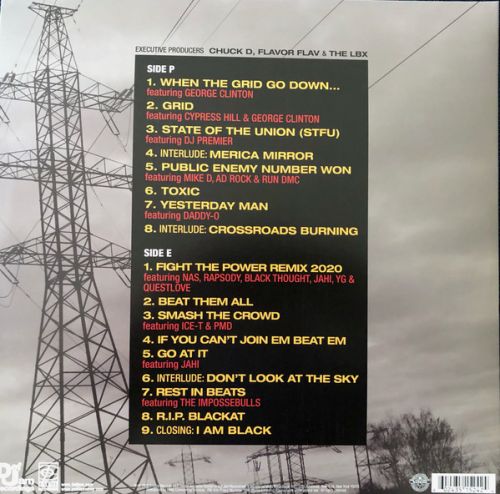 EXECUTIVE PRODUCERS CHUCK D, FLAVOR FLAV & THE LBX
SIDE P
1. WHEN THE GRID GO DOWN...
featuring GEORGE CLINTON
2. GRID
featuring CYPRESS HILL & GEORGE CLINTON
3. STATE OF THE UNION (STFU)
featuring DJ PREMIER
4. INTERLUDE: MERICA MIRROR
5. PUBLIC ENEMY NUMBER WON
featuring MIKE D, AD ROCK & RUN DMC
6. TOXIC
7. YESTERDAY MAN
featuring DADDY-O
8. INTERLUDE: CROSSROADS BURNING
SIDE E
1. FIGHT THE POWER REMIX 2020
featuring NAS, RAPSODY, BLACK THOUGHT, JAHI, YG &
QUESTLOVE
2. BEAT THEM ALL
3. SMASH THE CROWD
featuring ICE-T & PMD
4. IF YOU CAN'T JOIN EM BEAT EM
5. GO AT IT
featuring JAHI
6. INTERLUDE: DON'T LOOK AT THE SKY
7. REST IN BEATS
featuring THE IMPOSSEBULLS
8. R.I.P. BLACKAT
9. CLOSING: I AM BLACK
Def Jam